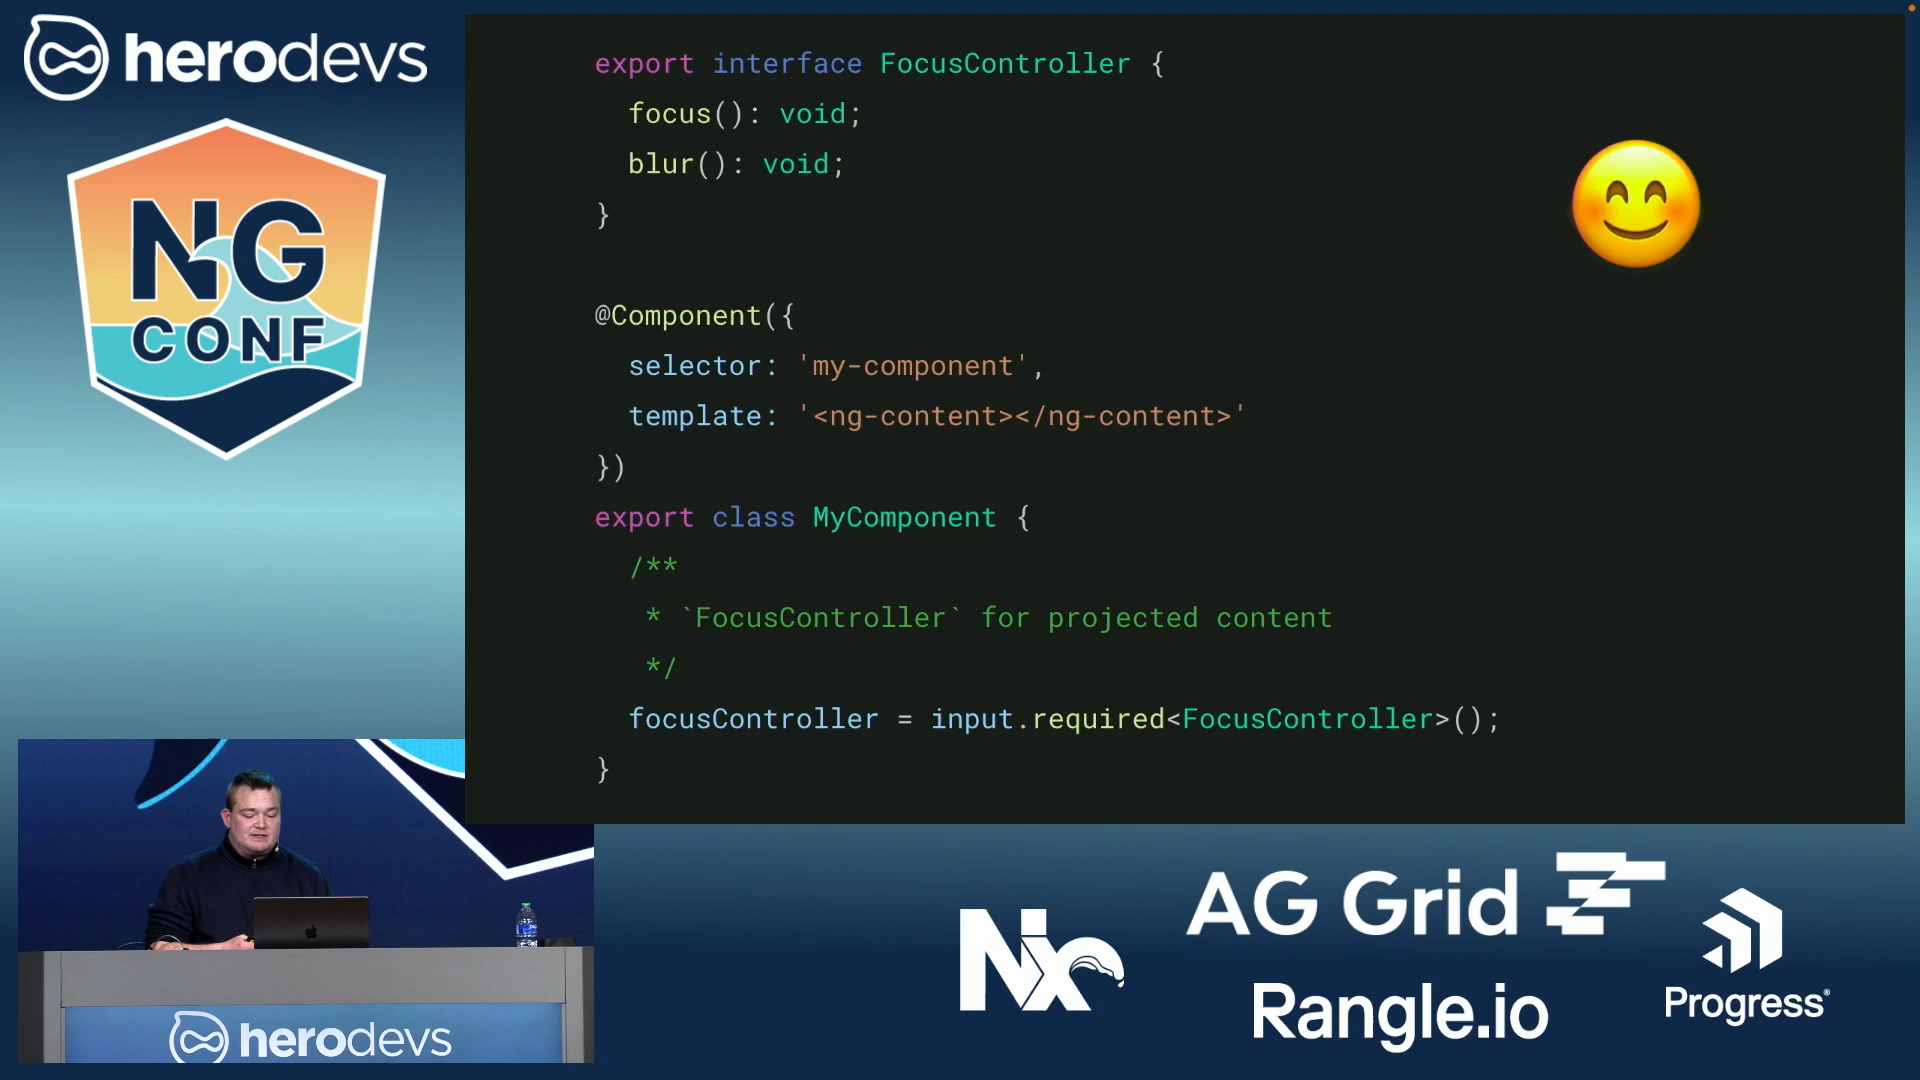 herodevs
NG
CONF
export interface FocusController {
  focus(): void;
  blur(): void;
}
@Component({
  selector: 'my-component',
  template: '<ng-content></ng-content>'
})
export class MyComponent {
  /**
   * `FocusController` for projected content
   */
  focusController = input.required<FocusController>();
}
herodevs
Nx
AG Grid
Rangle.io
Progress®